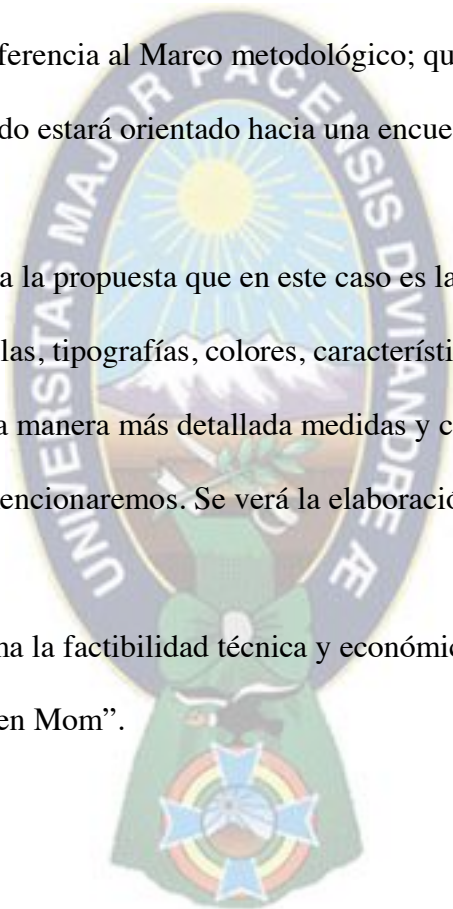 ferencia al Marco metodológico; qu
do estará orientado hacia una encue
a la propuesta que en este caso es la
las, tipografías, colores, característi
a manera más detallada medidas y c
encionaremos. Se verá la elaboració
na la factibilidad técnica y económic
en Mom”.
UNIVERSITAS MAJOR PACENSIS DIVI ANDRE Æ